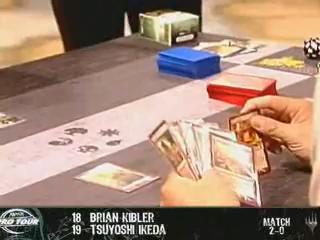 PRO TOUR
18 BRIAN KIBLER
19 TSUYOSHI IKEDA
MATCH
2-0